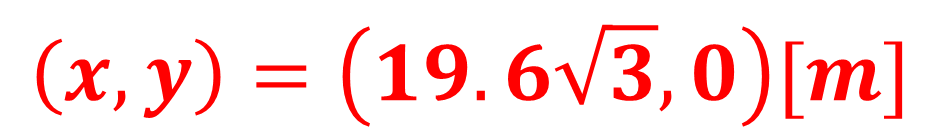 (x, y) = (19.6√3, 0)[m]